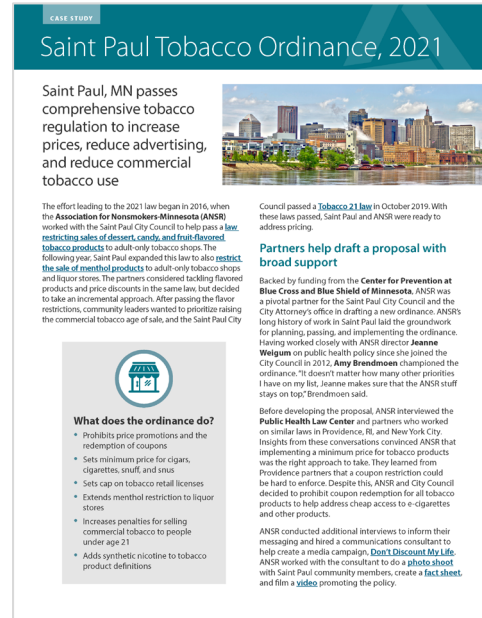 CASE STUDY
Saint Paul Tobacco Ordinance, 2021
Saint Paul, MN passes
comprehensive tobacco
regulation to increase
prices, reduce advertising,
and reduce commercial
tobacco use
The effort leading to the 2021 law began in 2016, when
the Association for Nonsmokers-Minnesota (ANSR)
worked with the Saint Paul City Council to help pass a law
restricting sales of dessert, candy, and fruit-flavored
tobacco products to adult-only tobacco shops. The
following year, Saint Paul expanded this law to also restrict
the sale of menthol products to adult-only tobacco shops
and liquor stores. The partners considered tackling flavored
products and price discounts in the same law, but decided
to take an incremental approach. After passing the flavor
restrictions, community leaders wanted to prioritize raising
the commercial tobacco age of sale, and the Saint Paul City
What does the ordinance do?
• Prohibits price promotions and the
redemption of coupons
• Sets minimum price for cigars,
cigarettes, snuff, and snus
• Sets cap on tobacco retail licenses
• Extends menthol restriction to liquor
stores
• Increases penalties for selling
commercial tobacco to people
under age 21
• Adds synthetic nicotine to tobacco
product definitions
Council passed a Tobacco 21 law in October 2019. With
these laws passed, Saint Paul and ANSR were ready to
address pricing.
Partners help draft a proposal with
broad support
Backed by funding from the Center for Prevention at
Blue Cross and Blue Shield of Minnesota, ANSR was
a pivotal partner for the Saint Paul City Council and the
City Attorney's office in drafting a new ordinance. ANSR's
long history of work in Saint Paul laid the groundwork
for planning, passing, and implementing the ordinance.
Having worked closely with ANSR director Jeanne
Weigum on public health policy since she joined the
City Council in 2012, Amy Brendmoen championed the
ordinance. "It doesn't matter how many other priorities
I have on my list, Jeanne makes sure that the ANSR stuff
stays on top," Brendmoen said.
Before developing the proposal, ANSR interviewed the
Public Health Law Center and partners who worked
on similar laws in Providence, RI, and New York City.
Insights from these conversations convinced ANSR that
implementing a minimum price for tobacco products
was the right approach to take. They learned from
Providence partners that a coupon restriction could
be hard to enforce. Despite this, ANSR and City Council
decided to prohibit coupon redemption for all tobacco
products to help address cheap access to e-cigarettes
and other products.
ANSR conducted additional interviews to inform their
messaging and hired a communications consultant to
help create a media campaign, Don't Discount My Life.
ANSR worked with the consultant to do a photo shoot
with Saint Paul community members, create a fact sheet,
and film a video promoting the policy.